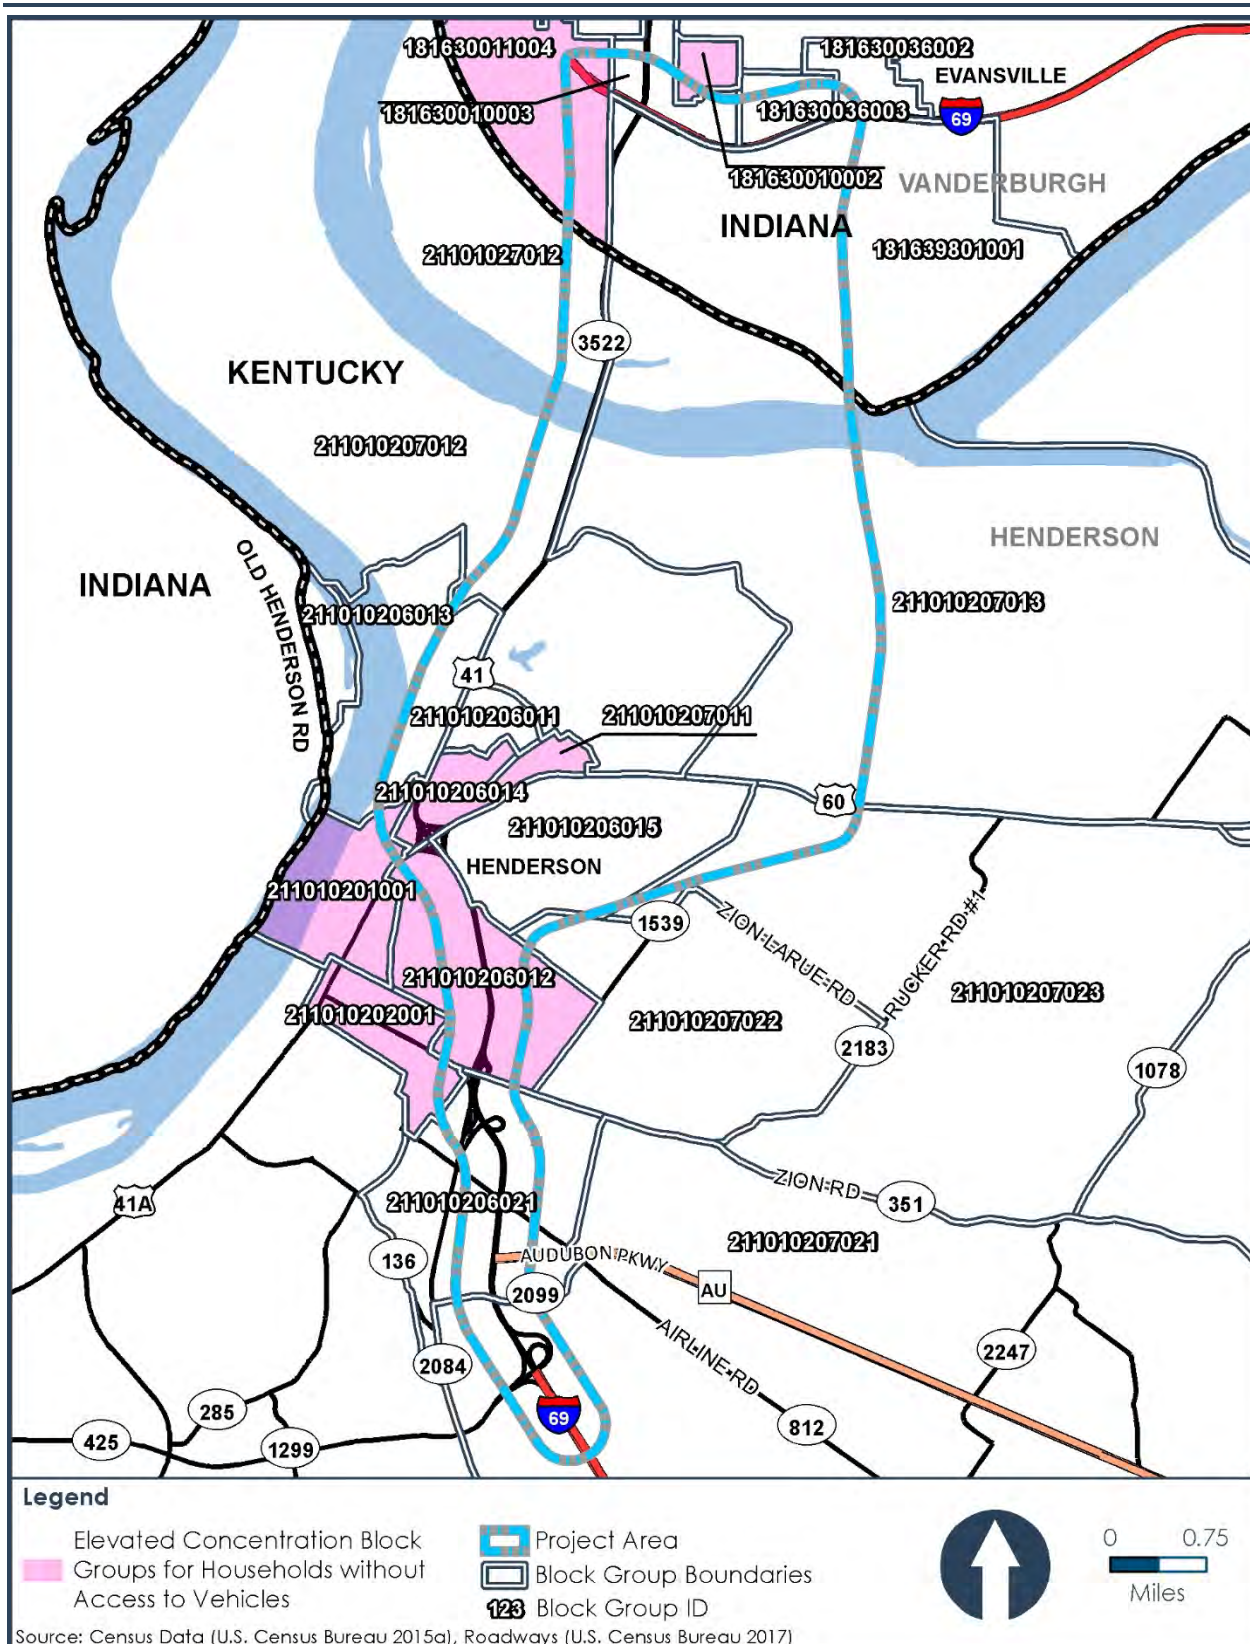 181630011004
181630036002
EVANSVILLE
181630010003
181630036003
69
181630010002
VANDERBURGH
INDIANA
21101027012
181639801001
3522
KENTUCKY
211010207012
HENDERSON
INDIANA
OLD HENDERSON RD
211010206013
211010207013
41
211010206011
211010207011
211010206014
60
211010206015
HENDERSON
211010201001
1539
ZION-LARUE-RD
RUCKER-RD-#1
211010206012
211010207023
211010202001
211010207022
2183
1078
ZION-RD
351
41A
211010206021
211010207021
136
AUDUBON PKWY
AU
2099
AIRLINE-RD
2084
2247
285
69
812
425
1299
Legend
Elevated Concentration Block
Groups for Households without
Access to Vehicles
Project Area
Block Group Boundaries
123 Block Group ID
0 0.75
Miles
Source: Census Data (U.S. Census Bureau 2015a), Roadways (U.S. Census Bureau 2017)